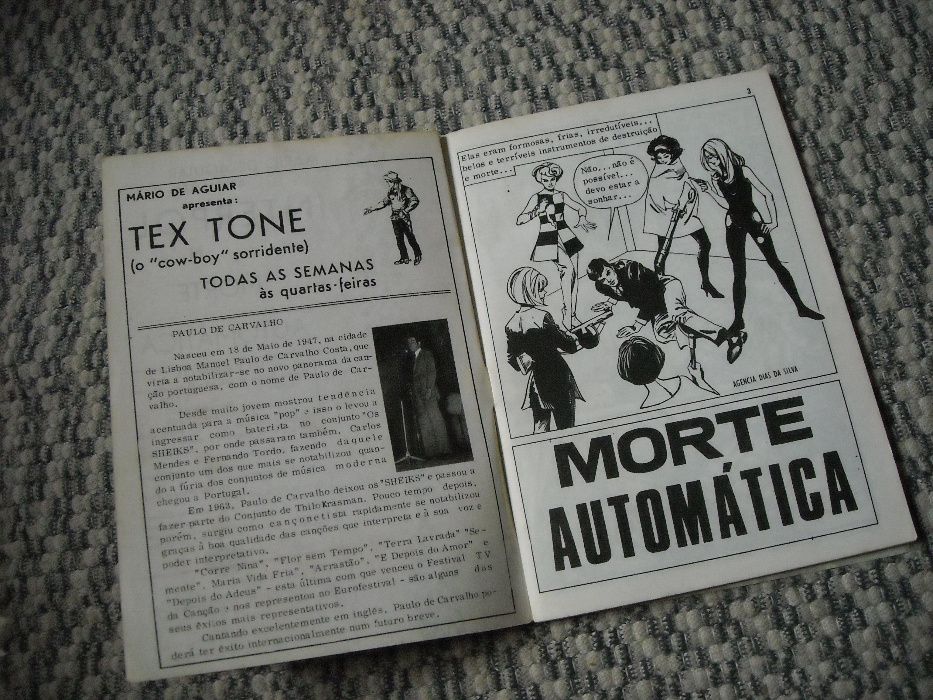 MÁRIO DE AGUIAR
apresenta:
TEX TONE
(o "cow-boy" sorridente)
TODAS AS SEMANAS
às quartas-feiras
PAULO DE CARVALHO
Nasceu em 18 de Maio de 1947, na cidade
de Lisboa Manuel Paulo de Carvalho Costa, que
viria a notabilizar-se no novo panorama da can-
ção portuguesa, com o nome de Paulo de Car-
valho.
Desde muito jovem mostrou tendência
acentuada para a música "pop" e isso o levou a
ingressar como baterista no conjunto "Os
SHEIKS", por onde passaram também, Carlos
Mendes e Fernando Tordo, fazendo daquele
conjunto um dos que mais se notabilizou quan-
do a fúria dos conjuntos de música moderna
chegou a Portugal.
Em 1963, Paulo de Carvalho deixou os "SHEIKS" e passou a
fazer parte do Conjunto de Thilo Krasman. Pouco tempo depois,
porém, surgiu como cançonetista rapidamente se notabilizou
graças à boa qualidade das canções que interpreta e à sua voz e
poder interpretativo.
"Corre Nina", "Flor sem Tempo", "Terra Lavrada" "Se-
mente", Maria Vida Fria", "Arrastão", "E Depois do Amor" e
"Depois do Adeus" - esta última com que venceu o Festival TV
da Canção e nos representou no Eurofestival - são alguns das
seus êxitos mais representativos.
Cantando excelentemente em inglês, Paulo de Carvalho po-
derá ter êxito internacionalmente num futuro breve.
3
Elas eram formosas, frias, irredutíveis...
belos e terríveis instrumentos de destruição
e morte...
Não...não é
possível...
devo estar a
sonhar...
AGENCIA DIAS DA SILVA
MORTE
AUTOMÁTICA